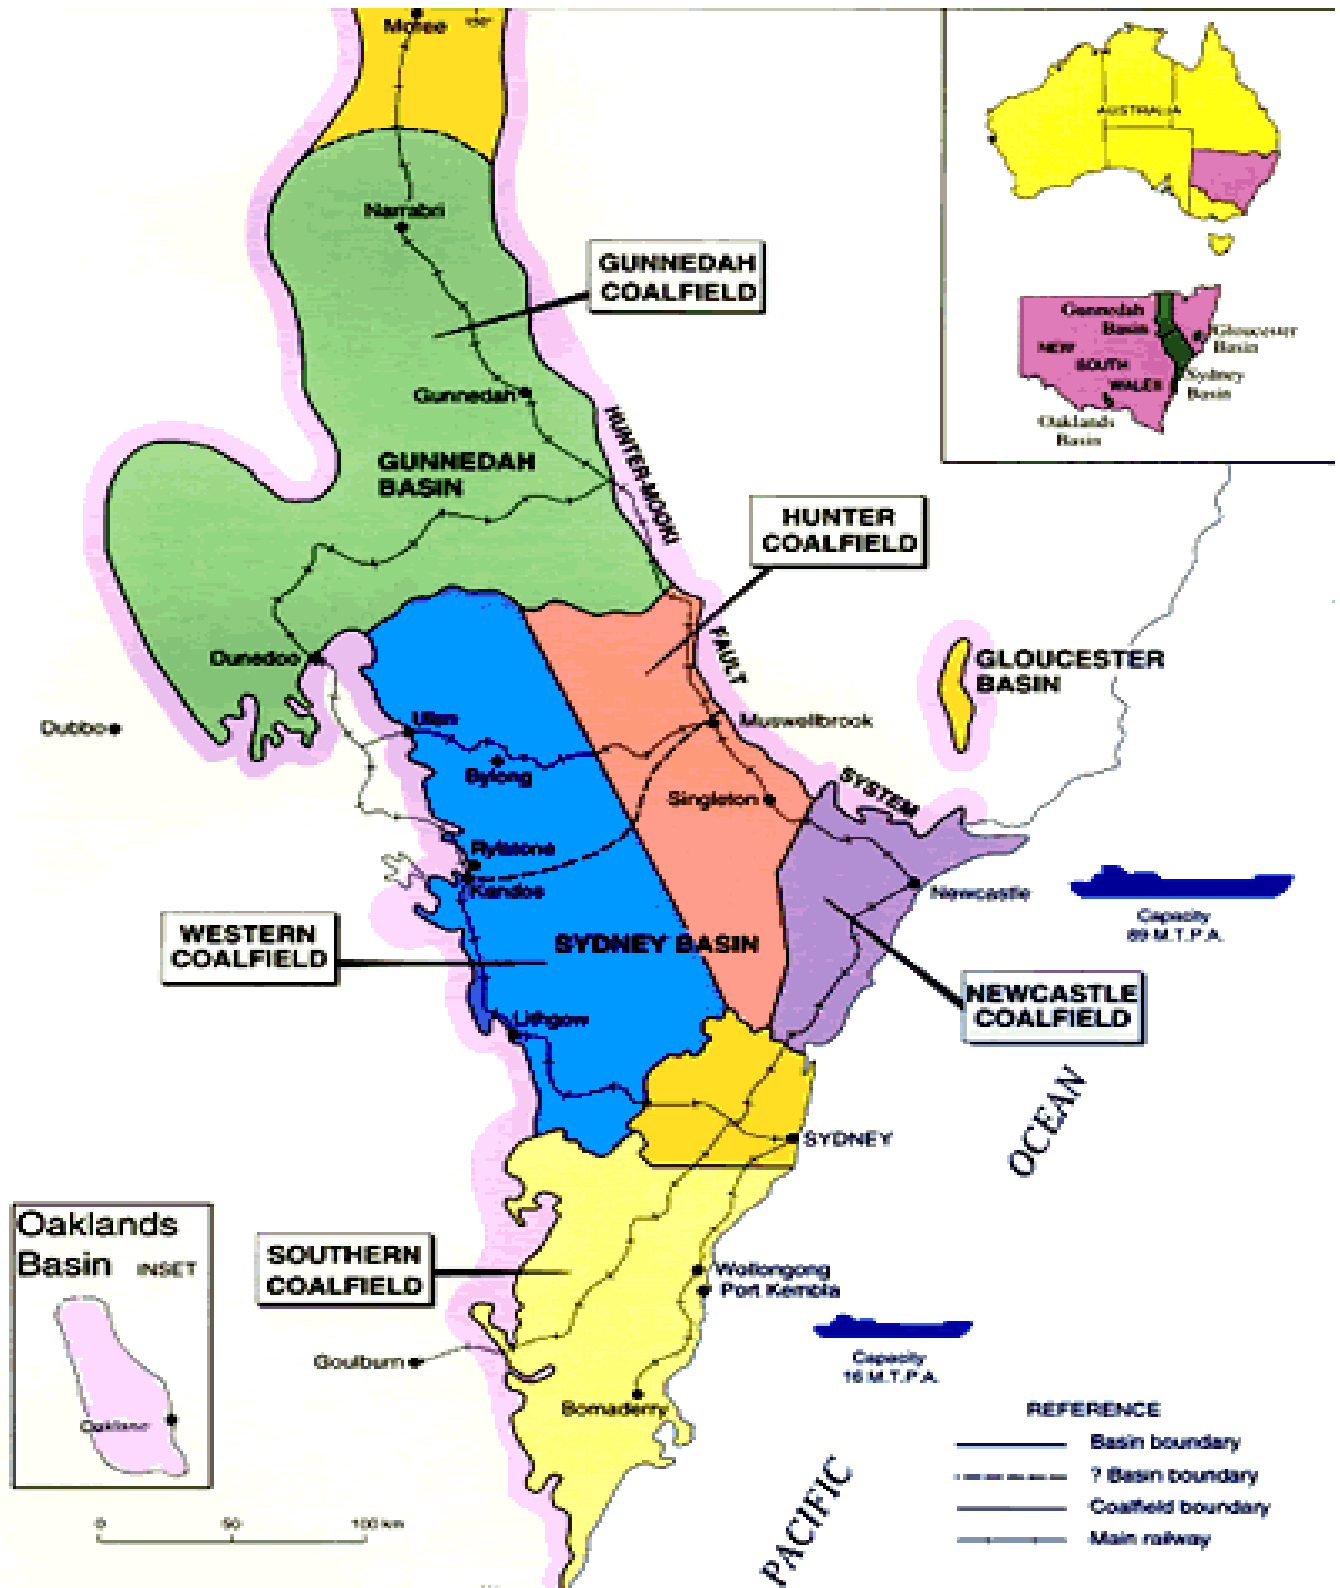 Moree
150°
Narrabri
GUNNEDAH
COALFIELD
Gunnedah
GUNNEDAH
BASIN
HUNTER-MOOKI
FAULT
SYSTEM
HUNTER
COALFIELD
Dunedoo
Dubbo
Ulan
Bylong
Muswellbrook
Singleton
GLOUCESTER
BASIN
Rylstone
Kandos
Newcastle
Capacity
89 M.T.P.A.
WESTERN
COALFIELD
SYDNEY BASIN
NEWCASTLE
COALFIELD
Lithgow
SYDNEY
OCEAN
PACIFIC
SOUTHERN
COALFIELD
Wollongong
Port Kembla
Goulburn
Bomaderry
Capacity
16 M.T.P.A.
Oaklands
Basin INSET
Oakland
0 50 100 km
REFERENCE
Basin boundary
? Basin boundary
Coalfield boundary
Main railway
AUSTRALIA
Gunnedah
Basin
Gloucester
Basin
NEW
SOUTH
WALES
Sydney
Basin
Oaklands
Basin